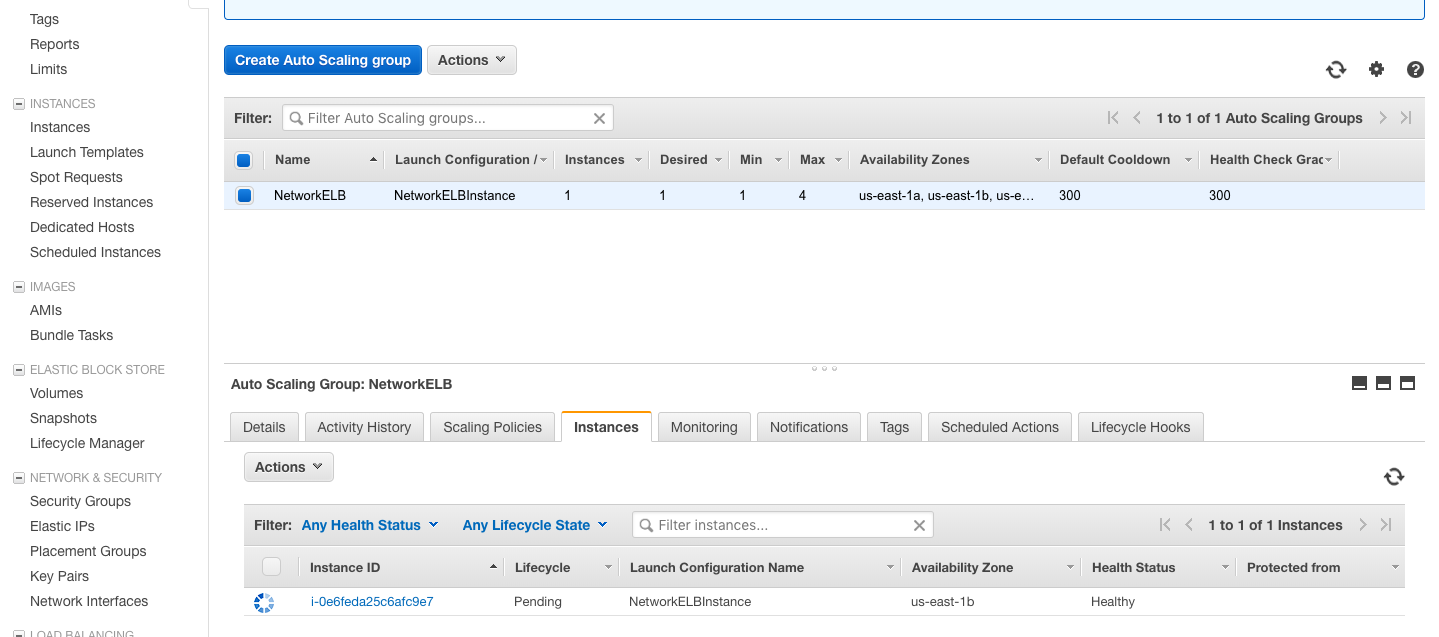 Tags
Reports
Limits
INSTANCES
Instances
Launch Templates
Spot Requests
Reserved Instances
Dedicated Hosts
Scheduled Instances
IMAGES
AMIs
Bundle Tasks
ELASTIC BLOCK STORE
Volumes
Snapshots
Lifecycle Manager
NETWORK & SECURITY
Security Groups
Elastic IPs
Placement Groups
Key Pairs
Network Interfaces
LOAD BALANCING
Create Auto Scaling group Actions
Filter: Filter Auto Scaling groups... 1 to 1 of 1 Auto Scaling Groups
Name Launch Configuration / Instances Desired Min Max Availability Zones Default Cooldown Health Check Grac
NetworkELB NetworkELBInstance 1 1 1 4 us-east-1a, us-east-1b, us-e… 300 300
Auto Scaling Group: NetworkELB
Details Activity History Scaling Policies Instances Monitoring Notifications Tags Scheduled Actions Lifecycle Hooks
Actions
Filter: Any Health Status Any Lifecycle State Filter instances... 1 to 1 of 1 Instances
Instance ID Lifecycle Launch Configuration Name Availability Zone Health Status Protected from
i-0e6feda25c6afc9e7 Pending NetworkELBInstance us-east-1b Healthy